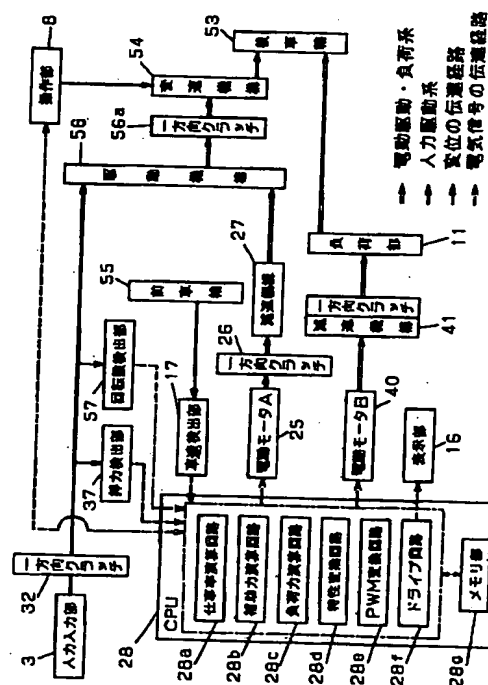 3
人力入力部
32
一方向クラッチ
37
押力検出部
57
回転数検出部
8
操作部
54
変速機構
53
後車輪
56
駆動機構
56a
一方向クラッチ
55
前車輪
17
車速検出部
27
減速機構
26
一方向クラッチ
25
電動モータA
40
電動モータB
41
一方向クラッチ
減速機構
11
負荷部
16
表示部
28
CPU
28a
仕事率演算回路
28b
補助力演算回路
28c
負荷力演算回路
28d
特性変換回路
28e
PWM変換回路
28f
ドライブ回路
28g
メモリ部
電動駆動・負荷系
人力駆動系
変位の伝達経路
電気信号の伝達経路